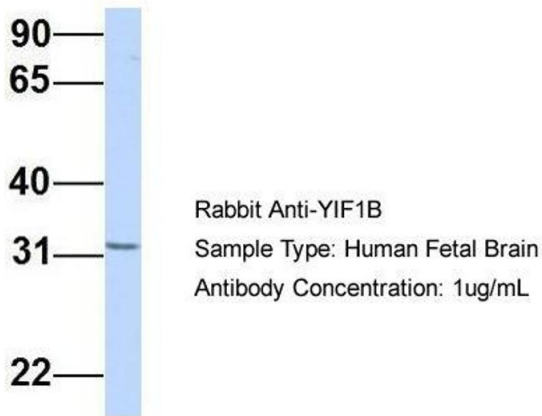 90
65
40
Rabbit Anti-YIF1B
Sample Type: Human Fetal Brain
31
Antibody Concentration: 1ug/mL
22